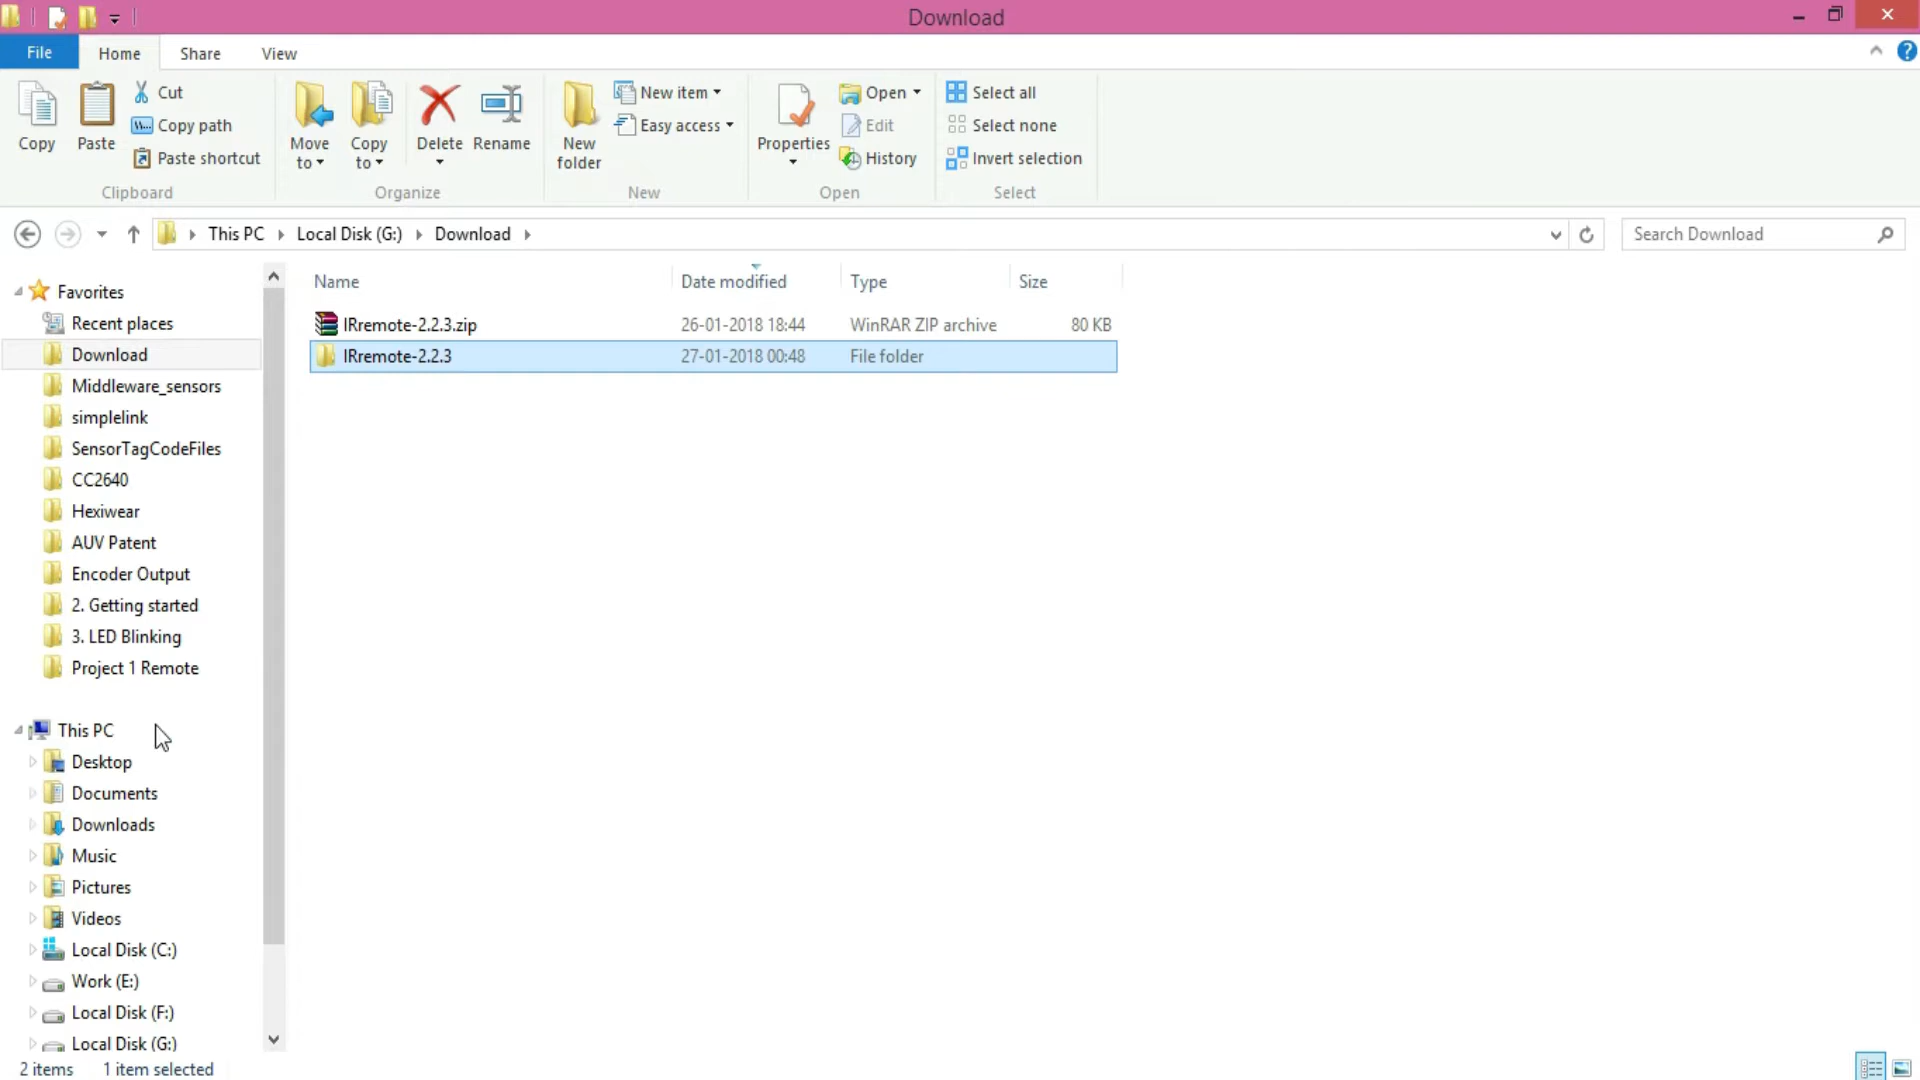 Download
File Home Share View
Copy
Paste
Cut
Copy path
Paste shortcut
Clipboard
Move to
Copy to
Delete
Rename
Organize
New folder
New item
Easy access
New
Properties
Open
Edit
History
Open
Select all
Select none
Invert selection
Select
This PC Local Disk (G:) Download
Search Download
Favorites
Recent places
Download
Middleware_sensors
simplelink
SensorTagCodeFiles
CC2640
Hexiwear
AUV Patent
Encoder Output
2. Getting started
3. LED Blinking
Project 1 Remote
This PC
Desktop
Documents
Downloads
Music
Pictures
Videos
Local Disk (C:)
Work (E:)
Local Disk (F:)
Local Disk (G:)
Name Date modified Type Size
IRremote-2.2.3.zip 26-01-2018 18:44 WinRAR ZIP archive 80 KB
IRremote-2.2.3 27-01-2018 00:48 File folder
2 items 1 item selected